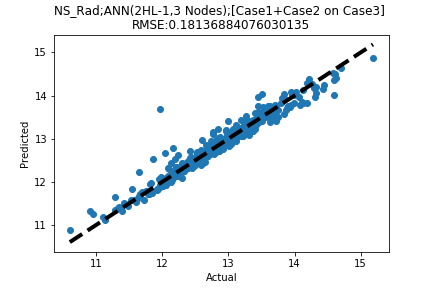 NS_Rad;ANN(2HL-1,3 Nodes);[Case1+Case2 on Case3]
RMSE:0.18136884076030135
15
14
13
12
11
Predicted
11
12
13
14
15
Actual